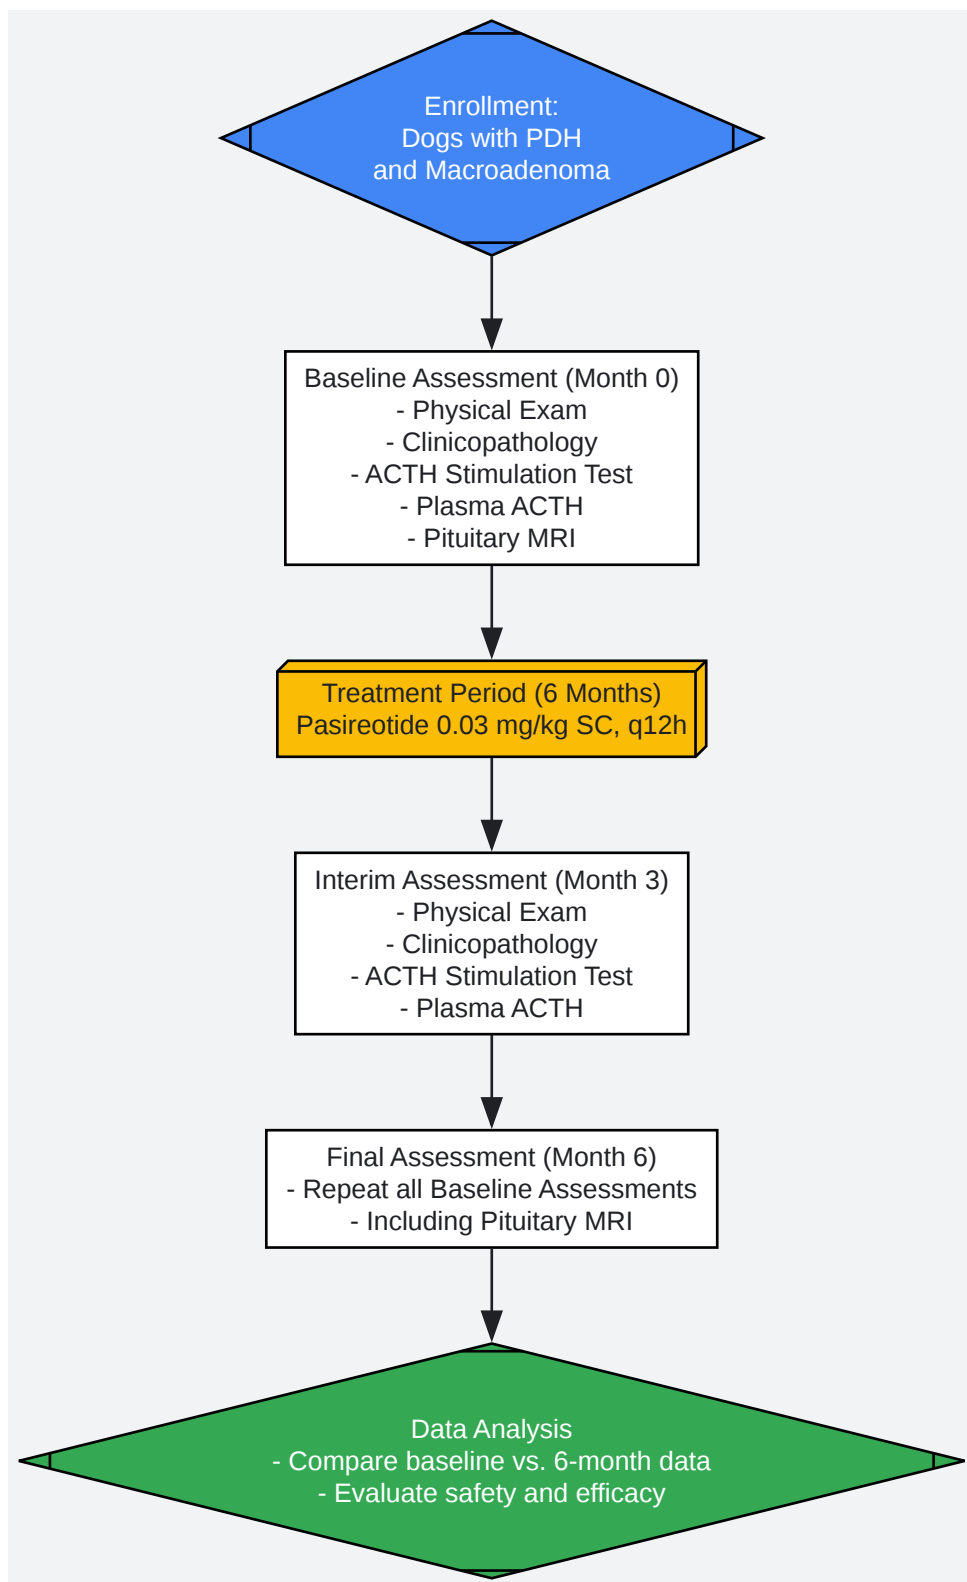 Enrollment:
Dogs with PDH
and Macroadenoma
Baseline Assessment (Month 0)
- Physical Exam
- Clinicopathology
- ACTH Stimulation Test
- Plasma ACTH
- Pituitary MRI
Treatment Period (6 Months)
Pasireotide 0.03 mg/kg SC, q12h
Interim Assessment (Month 3)
- Physical Exam
- Clinicopathology
- ACTH Stimulation Test
- Plasma ACTH
Final Assessment (Month 6)
- Repeat all Baseline Assessments
- Including Pituitary MRI
Data Analysis
- Compare baseline vs. 6-month data
- Evaluate safety and efficacy